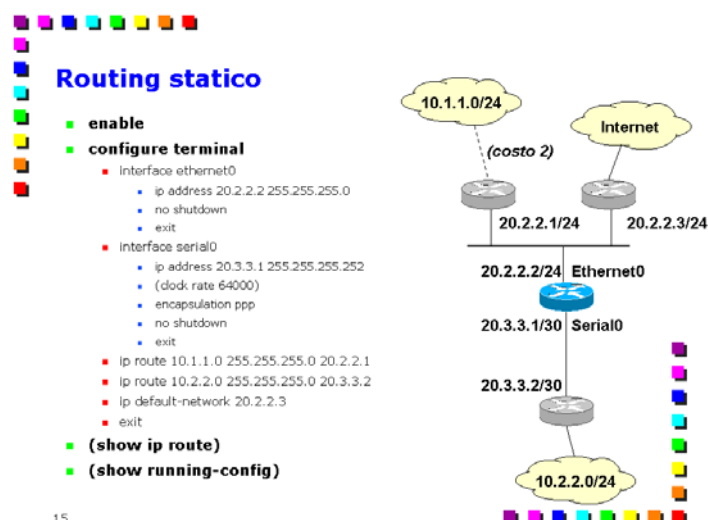 Routing statico
enable
configure terminal
interface ethernet0
ip address 20.2.2.2 255.255.255.0
no shutdown
exit
interface serial0
ip address 20.3.3.1 255.255.255.252
(clock rate 64000)
encapsulation ppp
no shutdown
exit
ip route 10.1.1.0 255.255.255.0 20.2.2.1
ip route 10.2.2.0 255.255.255.0 20.3.3.2
ip default-network 20.2.2.3
exit
(show ip route)
(show running-config)
10.1.1.0/24
Internet
(costo 2)
20.2.2.1/24
20.2.2.3/24
20.2.2.2/24 Ethernet0
20.3.3.1/30 Serial0
20.3.3.2/30
10.2.2.0/24
15